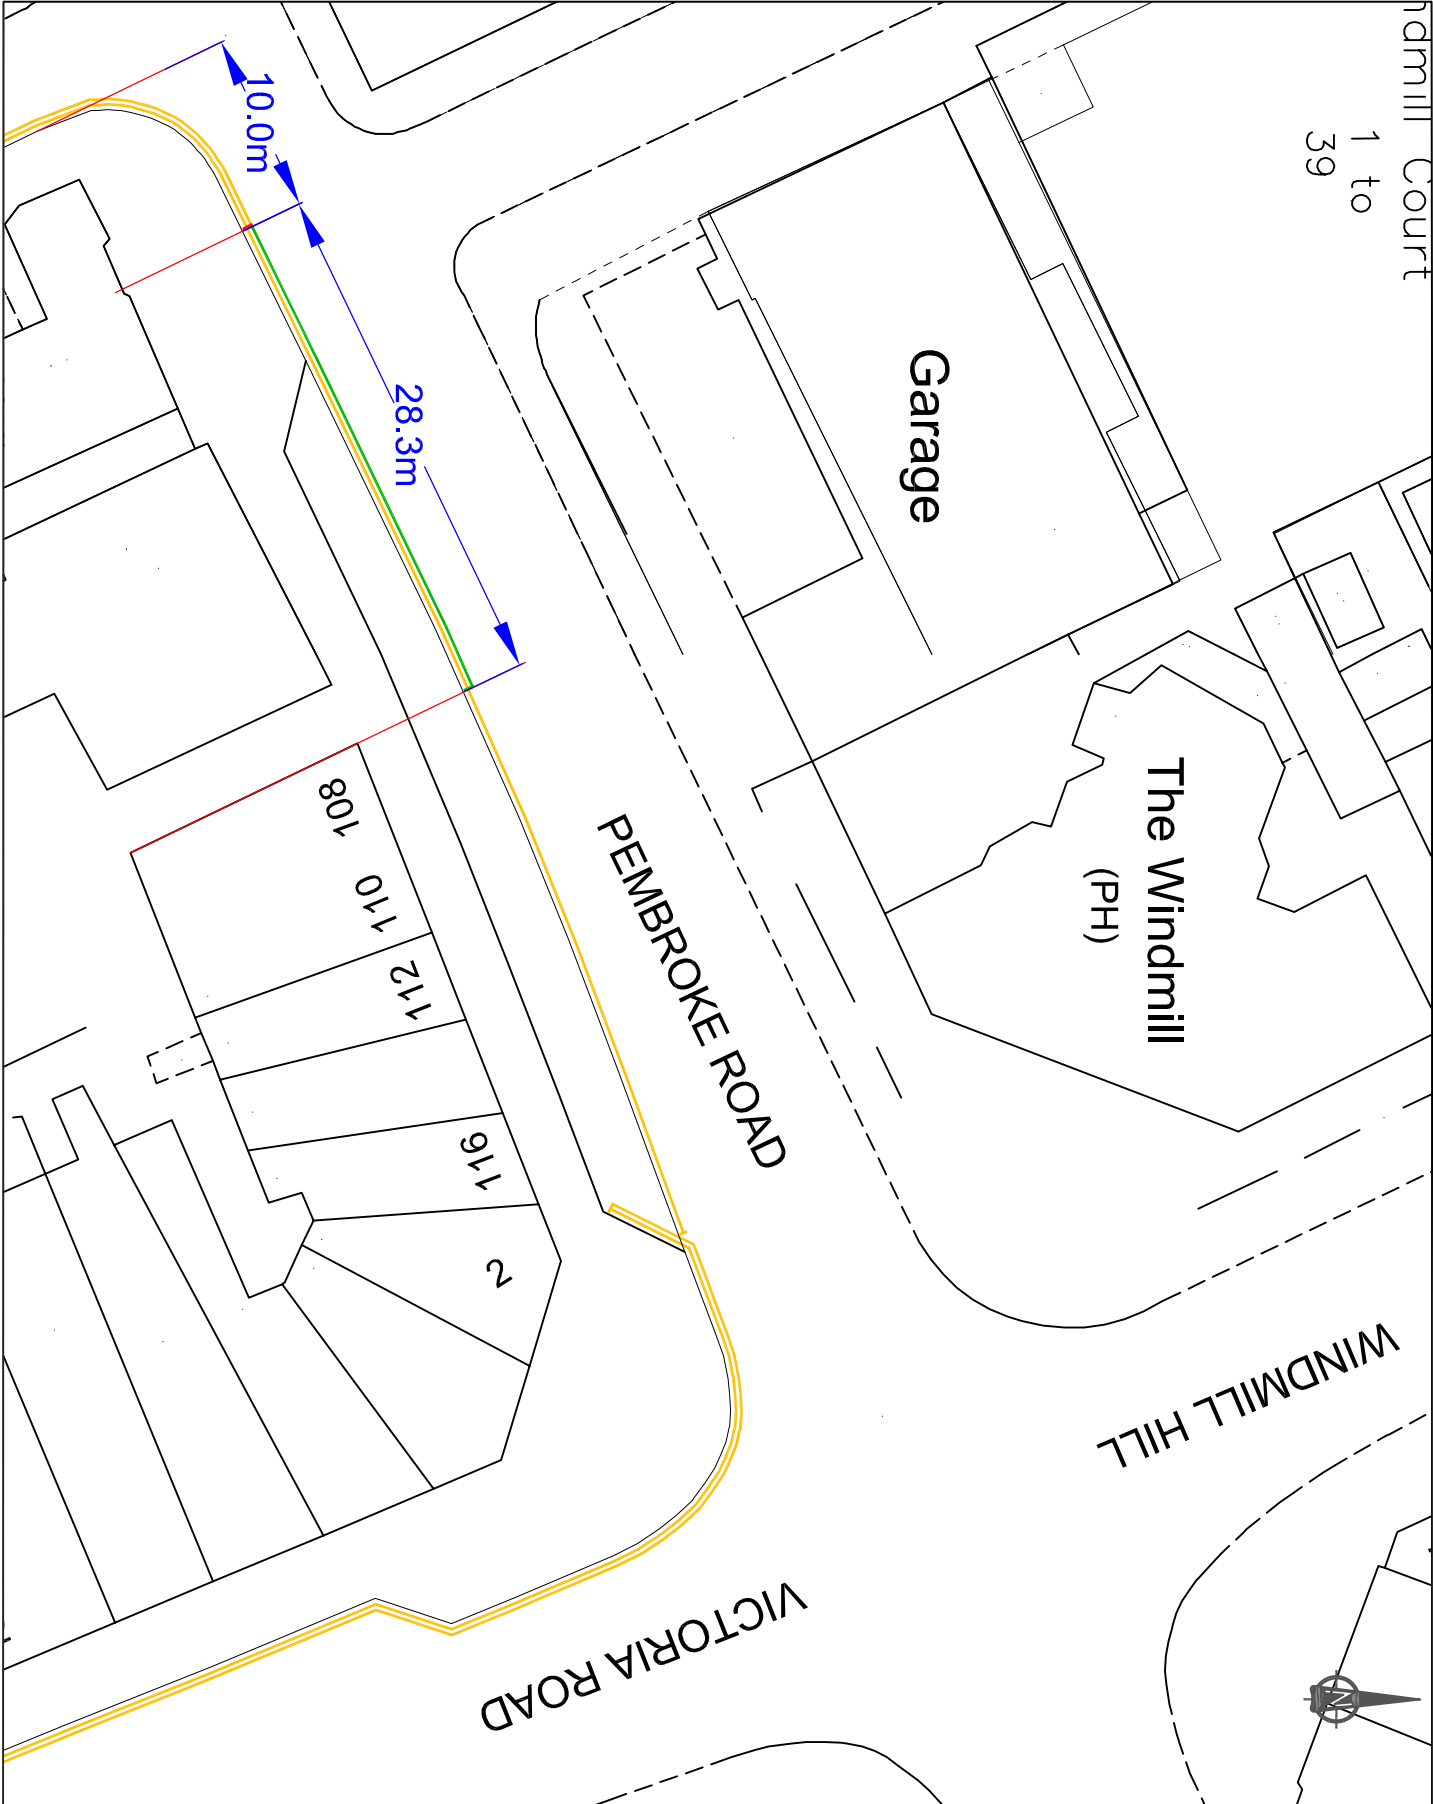 ndmill Court
1 to
39
10.0m
28.3m
Garage
The Windmill
(PH)
PEMBROKE ROAD
108
110
112
116
2
WINDMILL HILL
VICTORIA ROAD
N